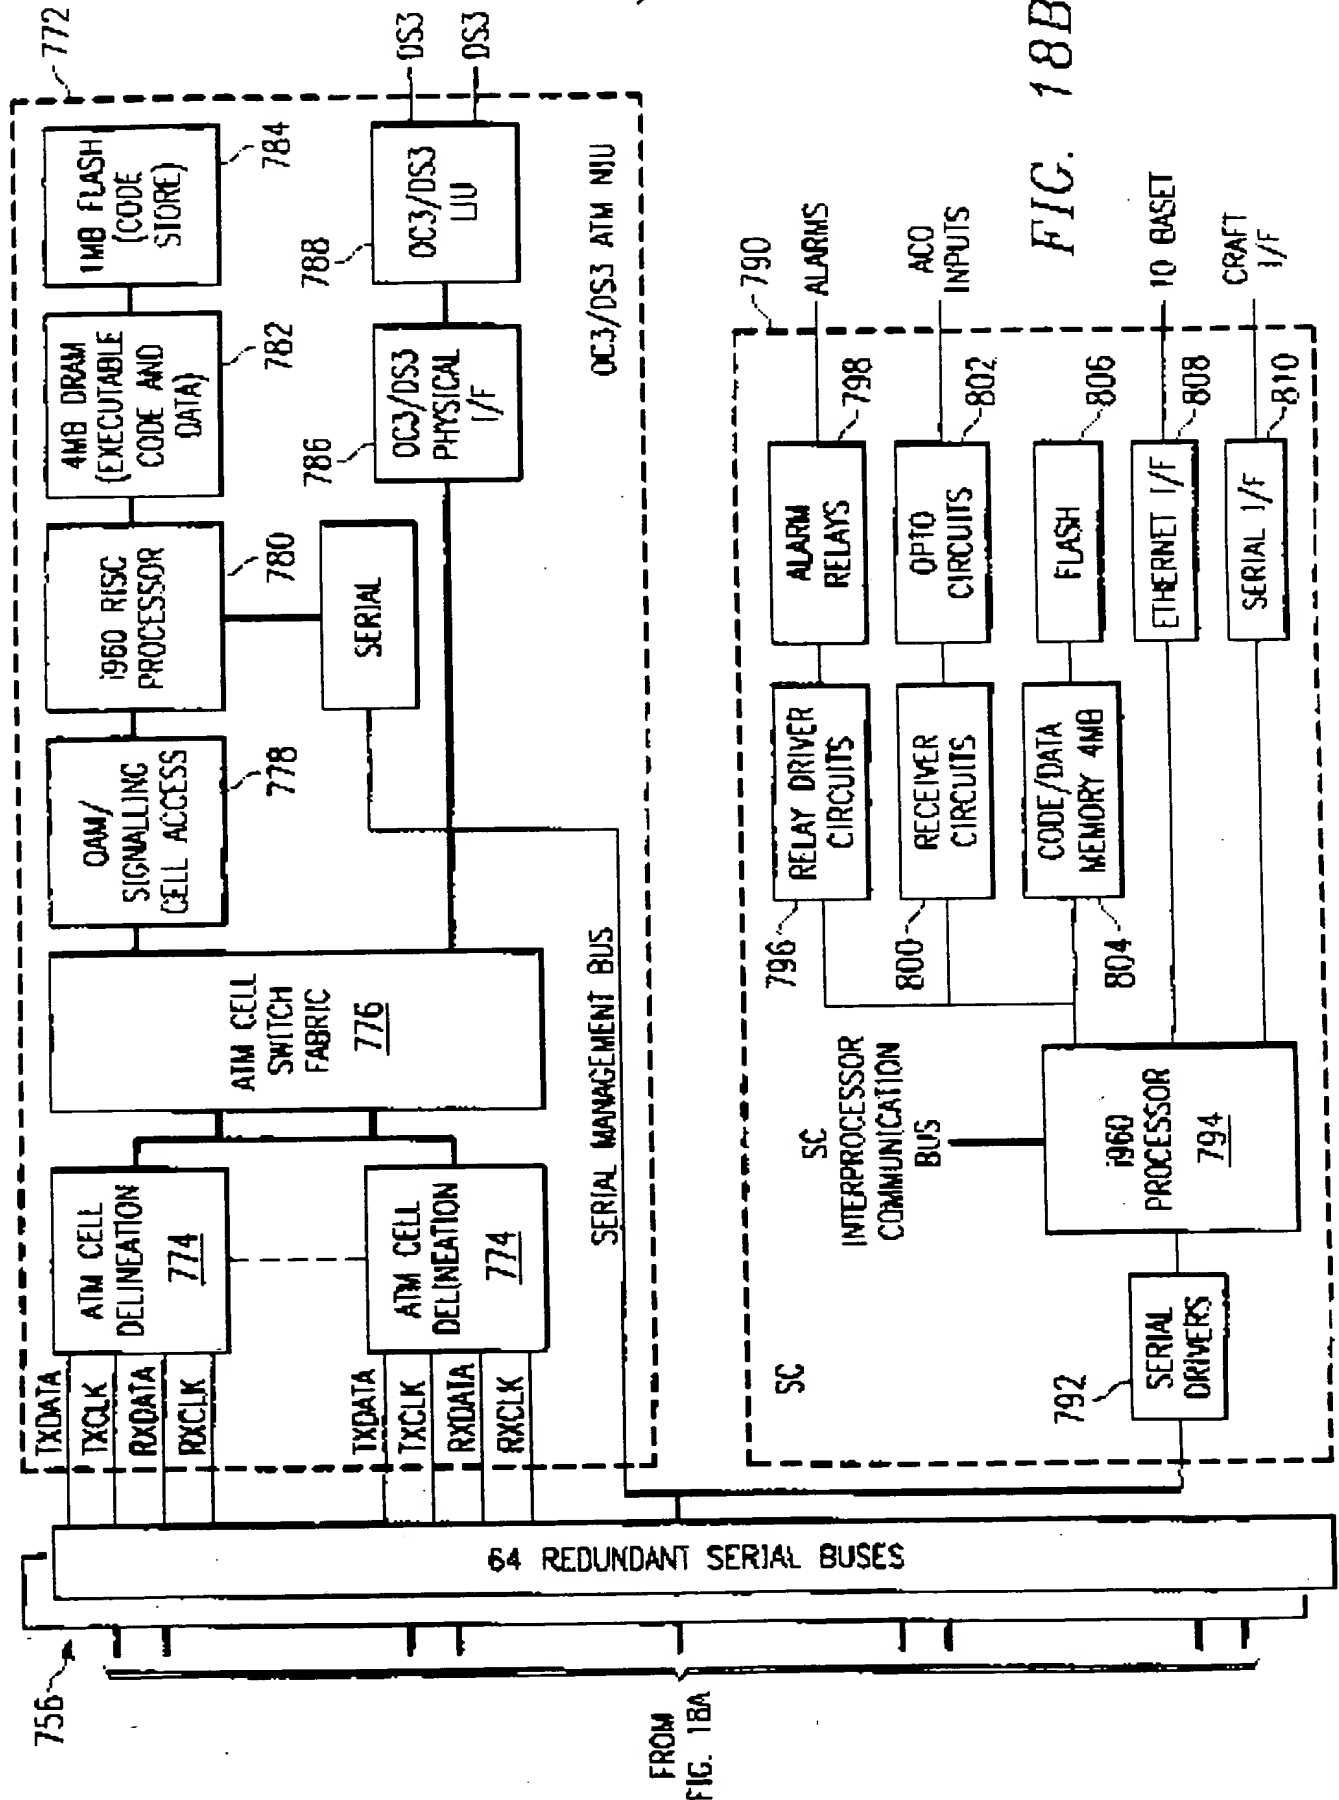 772
TXDATA
TXCLK
RXDATA
RXCLK
ATM CELL
DELINEATION
774
TXDATA
TXCLK
RXDATA
RXCLK
ATM CELL
DELINEATION
774
ATM CELL
SWITCH
FABRIC
776
OAM/
SIGNALLING
CELL ACCESS
778
i960 RISC
PROCESSOR
780
4MB DRAM
(EXECUTABLE
CODE AND
DATA)
782
1MB FLASH
(CODE
STORE)
784
SERIAL
786
OC3/DS3
PHYSICAL
I/F
788
OC3/DS3
LIU
DS3
DS3
SERIAL MANAGEMENT BUS
OC3/DS3 ATM NIU
756
64 REDUNDANT SERIAL BUSES
FROM
FIG. 18A
790
SC
SC
INTERPROCESSOR
COMMUNICATION
BUS
792
SERIAL
DRIVERS
i960
PROCESSOR
794
796
RELAY DRIVER
CIRCUITS
ALARM
RELAYS
798
ALARMS
800
RECEIVER
CIRCUITS
OPTO
CIRCUITS
802
ACO
INPUTS
804
CODE/DATA
MEMORY 4MB
FLASH
806
ETHERNET I/F
808
10 BASET
SERIAL I/F
810
CRAFT
I/F
FIG. 18B